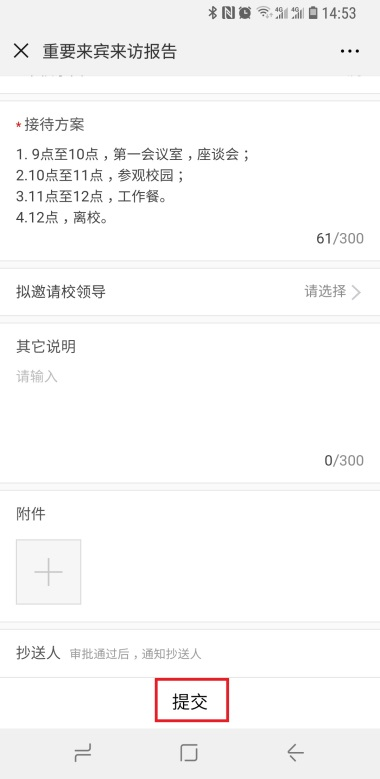 14:53
重要来宾来访报告
*接待方案
1. 9点至10点，第一会议室，座谈会；
2.10点至11点，参观校园；
3.11点至12点，工作餐。
4.12点，离校。
61/300
拟邀请校领导 请选择
其它说明
请输入
0/300
附件
抄送人 审批通过后，通知抄送人
提交